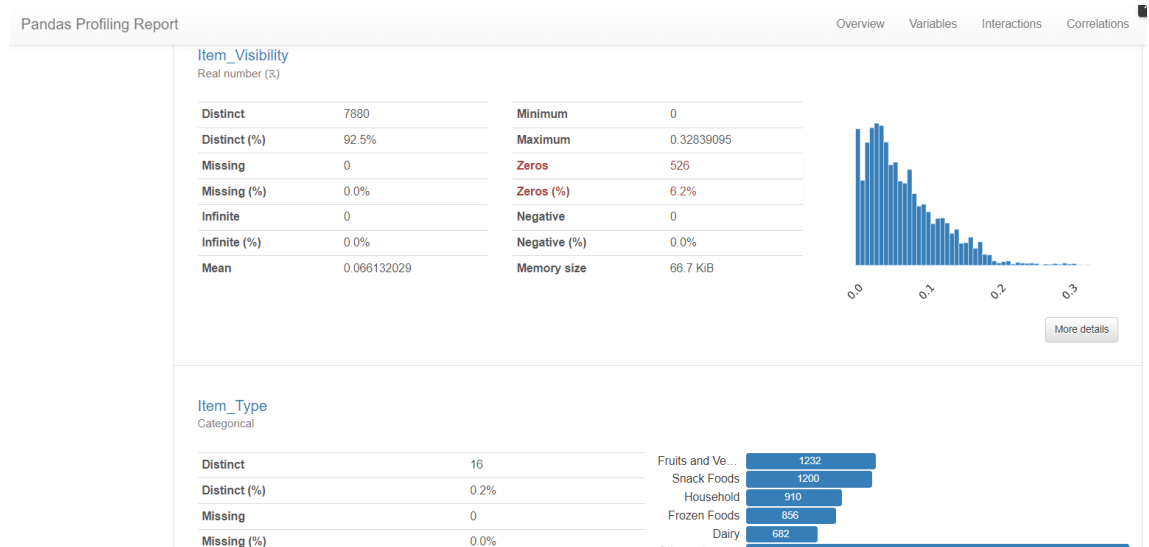 Pandas Profiling Report
Overview Variables Interactions Correlations
Item_Visibility
Real number (ℝ)
Distinct 7880
Distinct (%) 92.5%
Missing 0
Missing (%) 0.0%
Infinite 0
Infinite (%) 0.0%
Mean 0.066132029
Minimum 0
Maximum 0.32839095
Zeros 526
Zeros (%) 6.2%
Negative 0
Negative (%) 0.0%
Memory size 66.7 KiB
0.0 0.1 0.2 0.3
More details
Item_Type
Categorical
Distinct 16
Distinct (%) 0.2%
Missing 0
Missing (%) 0.0%
Fruits and Ve... 1232
Snack Foods 1200
Household 910
Frozen Foods 856
Dairy 682